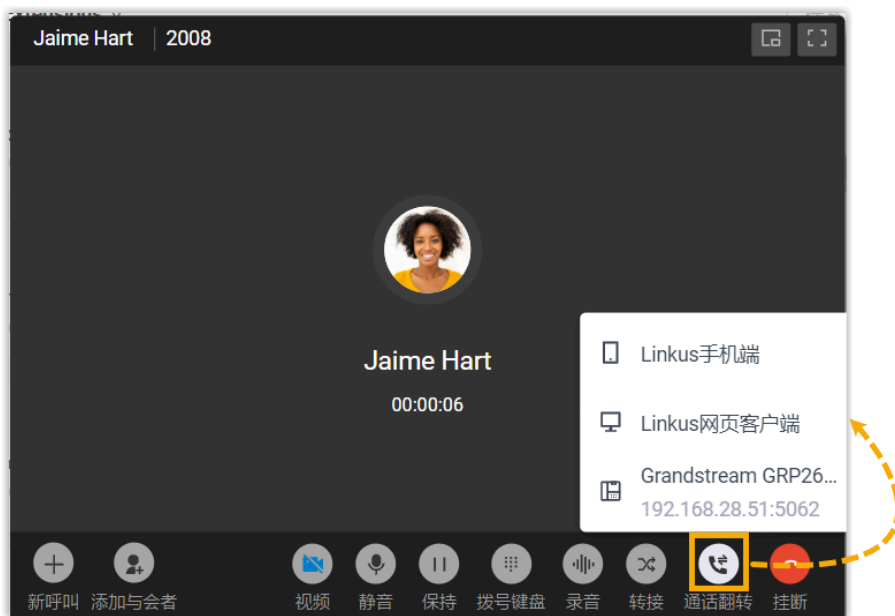 Jaime Hart 2008
Jaime Hart
00:00:06
Linkus手机端
Linkus网页客户端
Grandstream GRP26...
192.168.28.51:5062
新呼叫 添加与会者 视频 静音 保持 拨号键盘 录音 转接 通话翻转 挂断